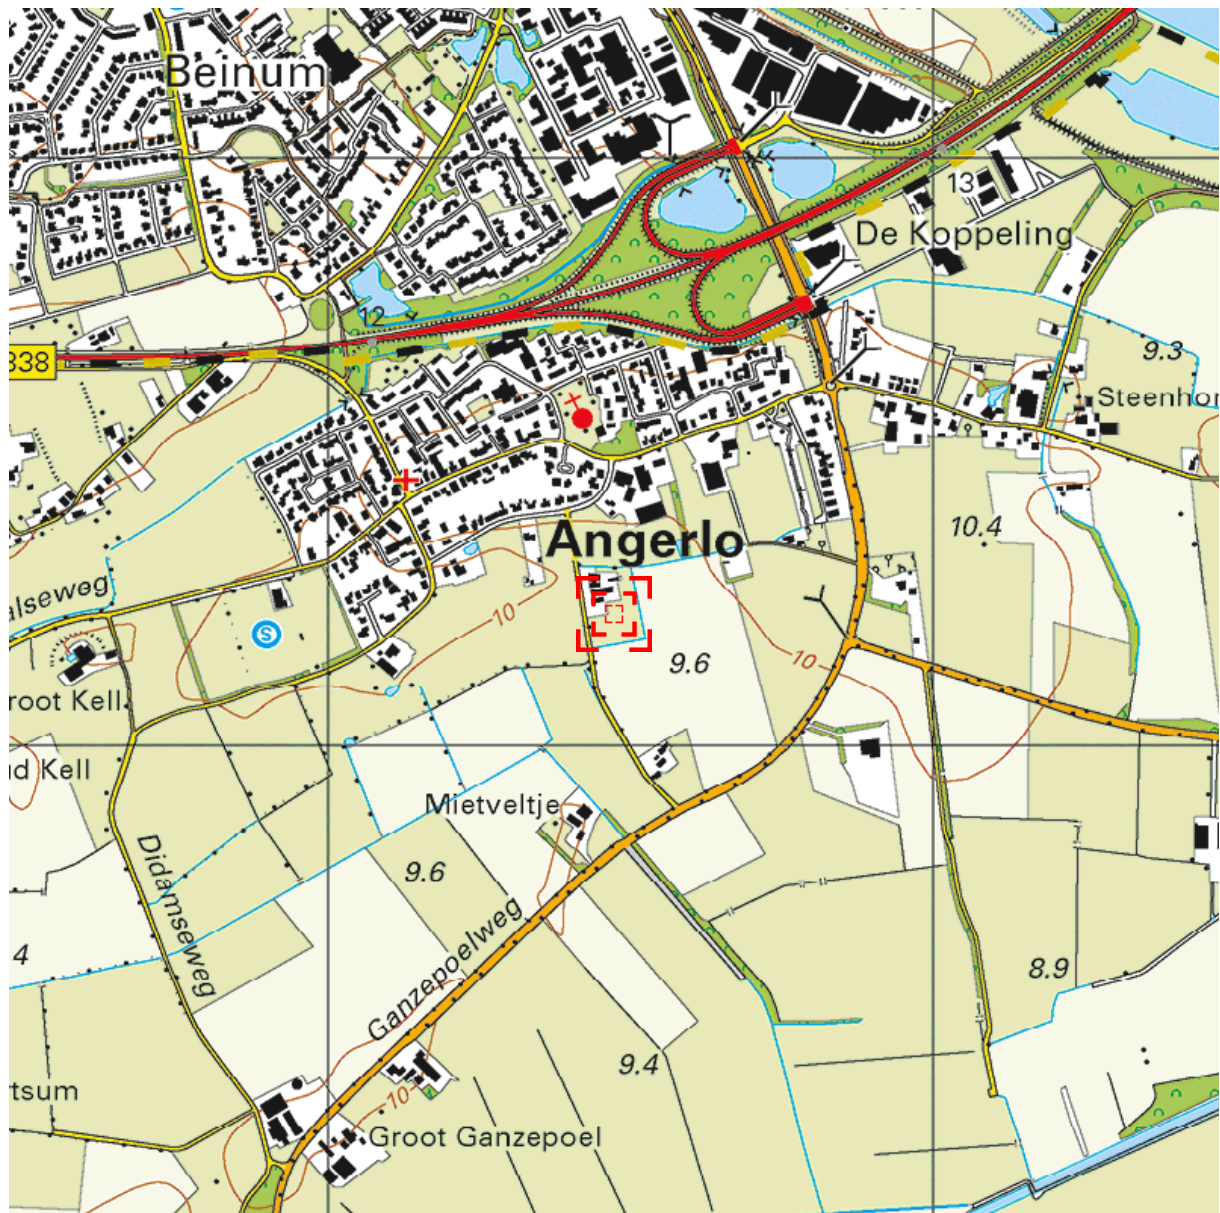 Beinum
13
De Koppeling
12
338
9.3
Steenhor
10.4
Angerlo
alseweg
S
10
9.6
10
root Kell
d Kell
Mietveltje
9.6
Didamseweg
Ganzepoelweg
4
8.9
9.4
10
tsum
Groot Ganzepoel